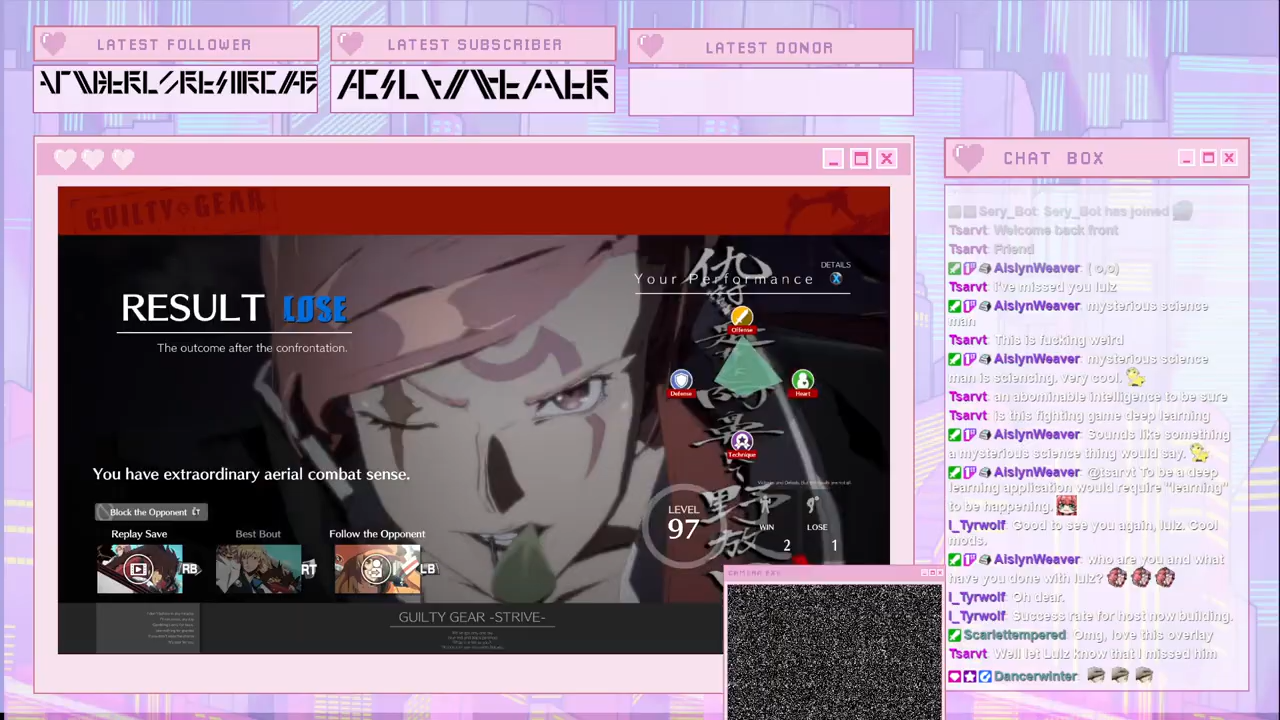 LATEST FOLLOWER
LATEST SUBSCRIBER
LATEST DONOR
CHAT BOX
GUILTY GEAR
RESULT LOSE
The outcome after the confrontation.
DETAILS
Your Performance
X
Offense
Defense
Heart
Technique
You have extraordinary aerial combat sense.
Block the Opponent
Replay Save
Best Bout
Follow the Opponent
RB
RT
LB
LEVEL
97
WIN
LOSE
2
1
GUILTY GEAR -STRIVE-
Sery_Bot: Sery_Bot has joined
Tsarvt: Welcome back front
Tsarvt: Friend
AislynWeaver: ( o,o)
Tsarvt: I've missed you lulz
AislynWeaver: mysterious science
man
Tsarvt: This is fucking weird
AislynWeaver: mysterious science
man is sciencing. Very cool.
Tsarvt: an abominable intelligence to be sure
Tsarvt: is this fighting game deep learning
AislynWeaver: Sounds like something
a mysterious science thing would say.
AislynWeaver: @tsarvt To be a deep
learning application would require "learning"
to be happening.
I_Tyrwolf: Good to see you again, lulz. Cool
mods.
AislynWeaver: who are you and what
have you done with lulz?
I_Tyrwolf: Oh dear.
I_Tyrwolf: Stress rate for host now building.
Scarlettempered: Omg, love this overlay
Tsarvt: Well let Lulz know that I missed him
Dancerwinter: